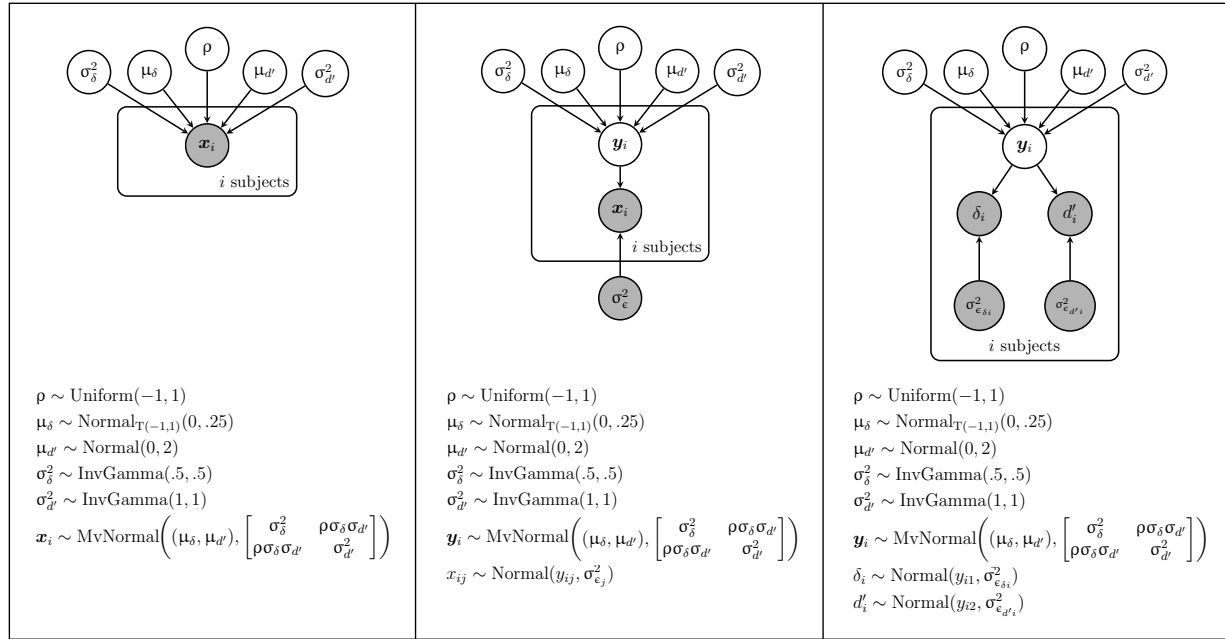 ρ
σ²_δ μ_δ μ_d′ σ²_d′
𝒙_i
i subjects
ρ ∼ Uniform(−1, 1)
μ_δ ∼ Normal_T(−1,1)(0, .25)
μ_d′ ∼ Normal(0, 2)
σ²_δ ∼ InvGamma(.5, .5)
σ²_d′ ∼ InvGamma(1, 1)
𝒙_i ∼ MvNormal((μ_δ, μ_d′), [σ²_δ ρσ_δσ_d′
ρσ_δσ_d′ σ²_d′])
ρ
σ²_δ μ_δ μ_d′ σ²_d′
𝒚_i
𝒙_i
i subjects
σ²_ϵ
ρ ∼ Uniform(−1, 1)
μ_δ ∼ Normal_T(−1,1)(0, .25)
μ_d′ ∼ Normal(0, 2)
σ²_δ ∼ InvGamma(.5, .5)
σ²_d′ ∼ InvGamma(1, 1)
𝒚_i ∼ MvNormal((μ_δ, μ_d′), [σ²_δ ρσ_δσ_d′
ρσ_δσ_d′ σ²_d′])
x_ij ∼ Normal(y_ij, σ²_ϵ_j)
ρ
σ²_δ μ_δ μ_d′ σ²_d′
𝒚_i
δ_i d′_i
σ²_ϵ_δi σ²_ϵ_d′i
i subjects
ρ ∼ Uniform(−1, 1)
μ_δ ∼ Normal_T(−1,1)(0, .25)
μ_d′ ∼ Normal(0, 2)
σ²_δ ∼ InvGamma(.5, .5)
σ²_d′ ∼ InvGamma(1, 1)
𝒚_i ∼ MvNormal((μ_δ, μ_d′), [σ²_δ ρσ_δσ_d′
ρσ_δσ_d′ σ²_d′])
δ_i ∼ Normal(y_i1, σ²_ϵ_δi)
d′_i ∼ Normal(y_i2, σ²_ϵ_d′i)